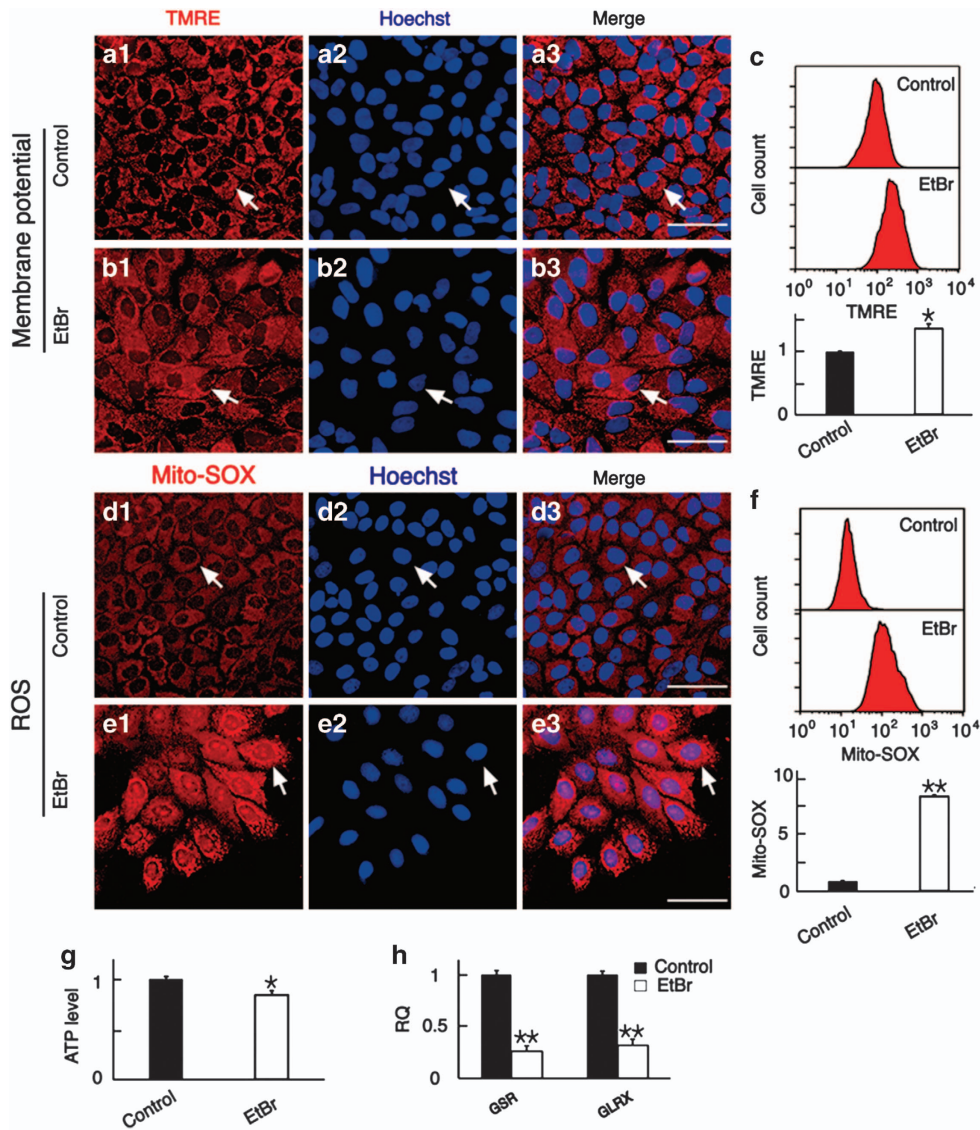 TMRE Hoechst Merge
a1 a2 a3
Membrane potential
Control
b1 b2 b3
EtBr
c
Cell count
Control
EtBr
10⁰ 10¹ 10² 10³ 10⁴
TMRE
TMRE
1
0
*
Control EtBr
Mito-SOX Hoechst Merge
d1 d2 d3
ROS
Control
e1 e2 e3
EtBr
f
Cell count
Control
EtBr
10⁰ 10¹ 10² 10³ 10⁴
Mito-SOX
Mito-SOX
10
5
0
**
Control EtBr
g
ATP level
1
0
*
Control EtBr
h
RQ
1
0.5
0
Control
EtBr
** **
GSR GLRX